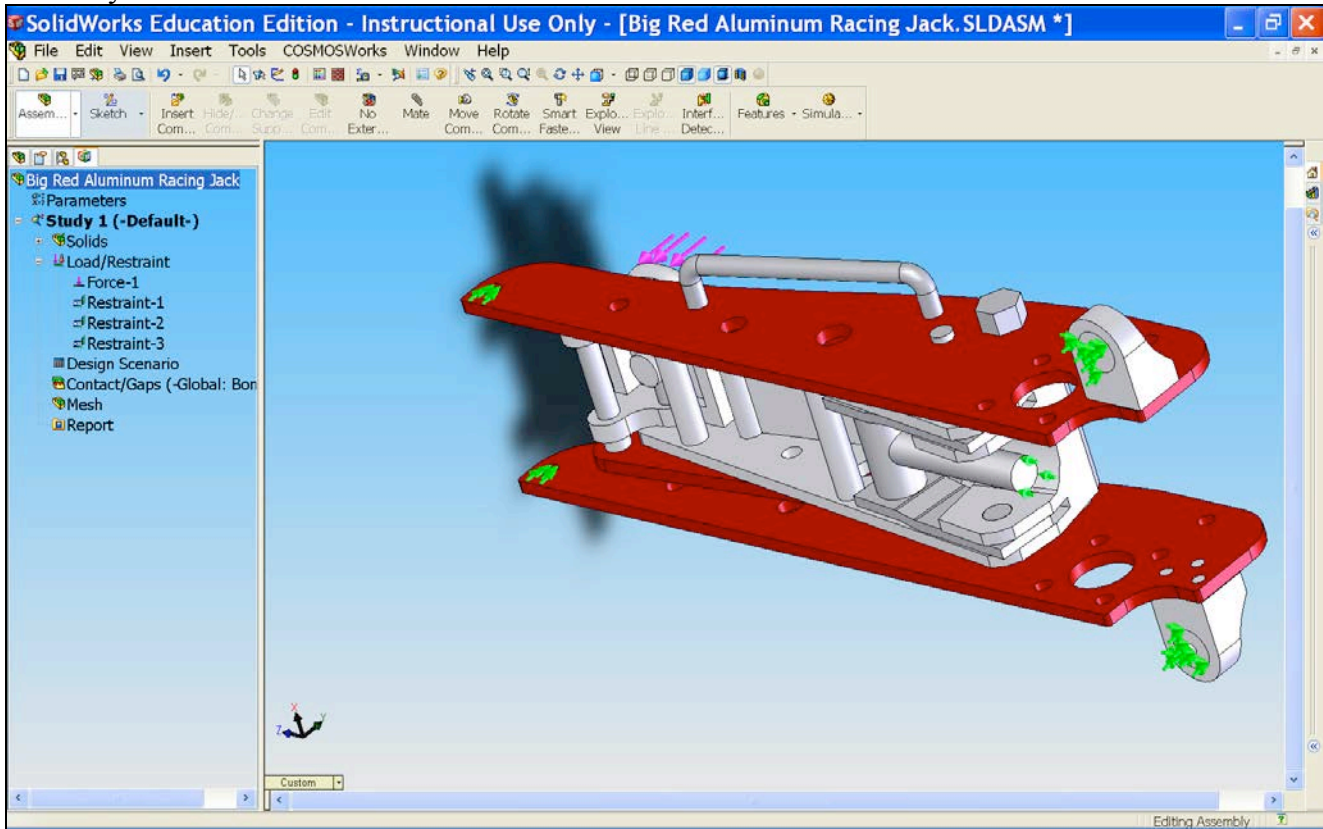 SolidWorks Education Edition - Instructional Use Only - [Big Red Aluminum Racing Jack.SLDASM *]
File Edit View Insert Tools COSMOSWorks Window Help
Assem... Sketch Insert Com... Hide/... Com... Change Supp... Edit Com... No Exter... Mate Move Com... Rotate Com... Smart Faste... Explo... View Explo... Line ... Interf... Detec... Features Simula...
Big Red Aluminum Racing Jack
Parameters
Study 1 (-Default-)
Solids
Load/Restraint
Force-1
Restraint-1
Restraint-2
Restraint-3
Design Scenario
Contact/Gaps (-Global: Bon
Mesh
Report
X
Y
Z
Custom
Editing Assembly